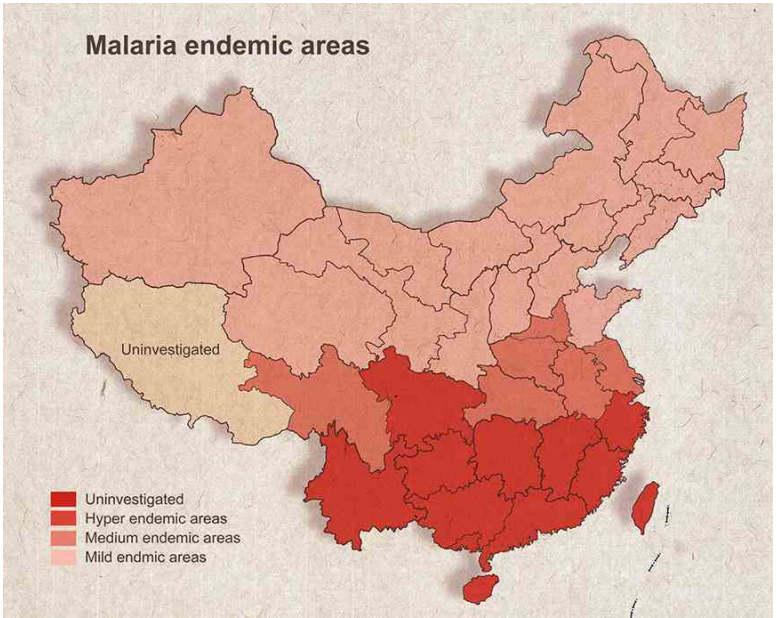 Malaria endemic areas
Uninvestigated
Uninvestigated
Hyper endemic areas
Medium endemic areas
Mild endmic areas